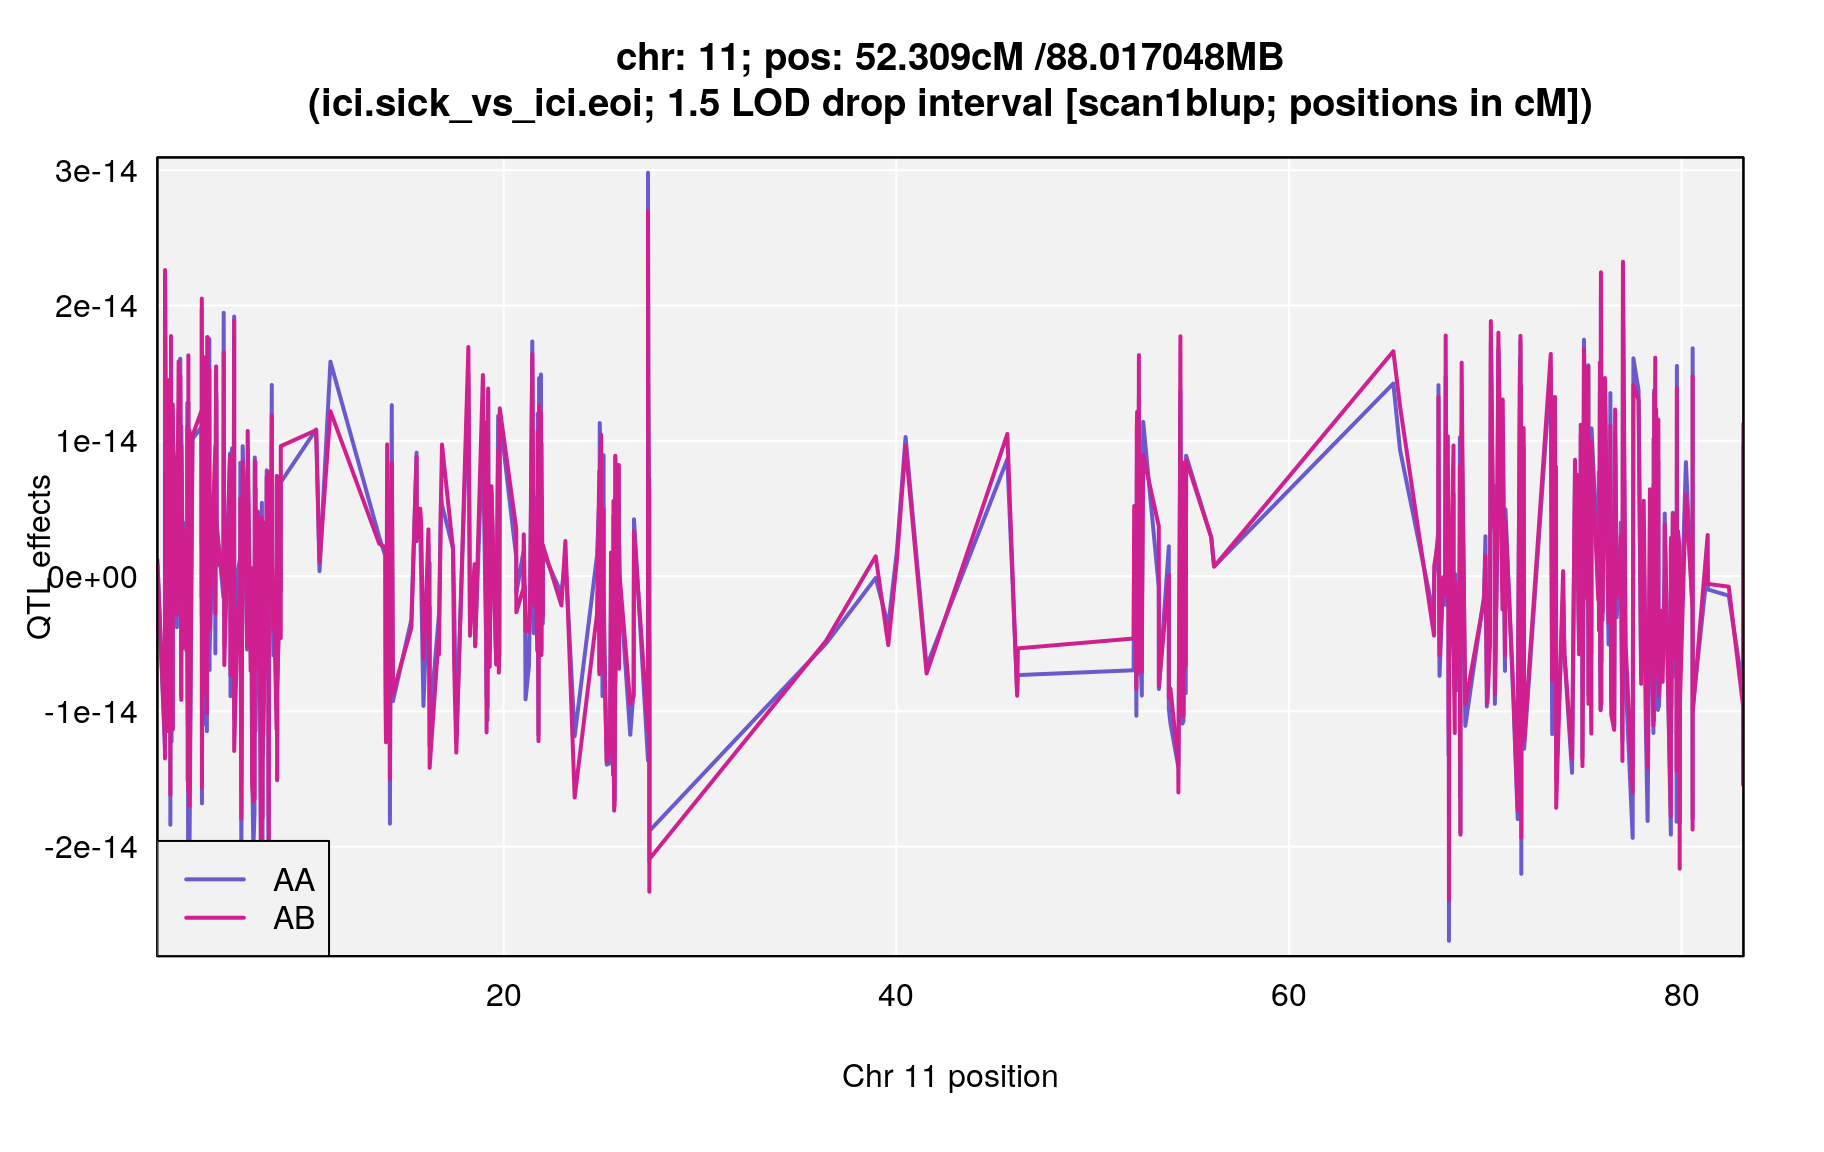 chr: 11; pos: 52.309cM /88.017048MB
(ici.sick_vs_ici.eoi; 1.5 LOD drop interval [scan1blup; positions in cM])
QTL effects
3e-14
2e-14
1e-14
0e+00
-1e-14
-2e-14
AA
AB
20
40
60
80
Chr 11 position